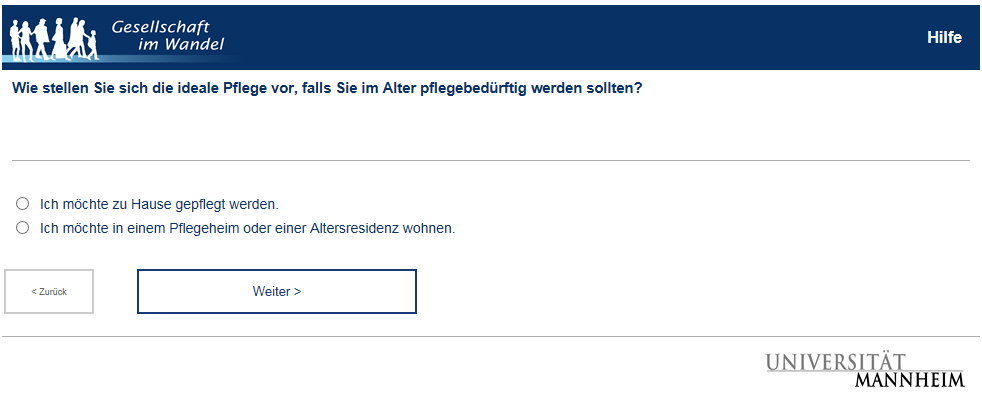 Gesellschaft
im Wandel
Hilfe
Wie stellen Sie sich die ideale Pflege vor, falls Sie im Alter pflegebedürftig werden sollten?
Ich möchte zu Hause gepflegt werden.
Ich möchte in einem Pflegeheim oder einer Altersresidenz wohnen.
< Zurück
Weiter >
UNIVERSITÄT
MANNHEIM